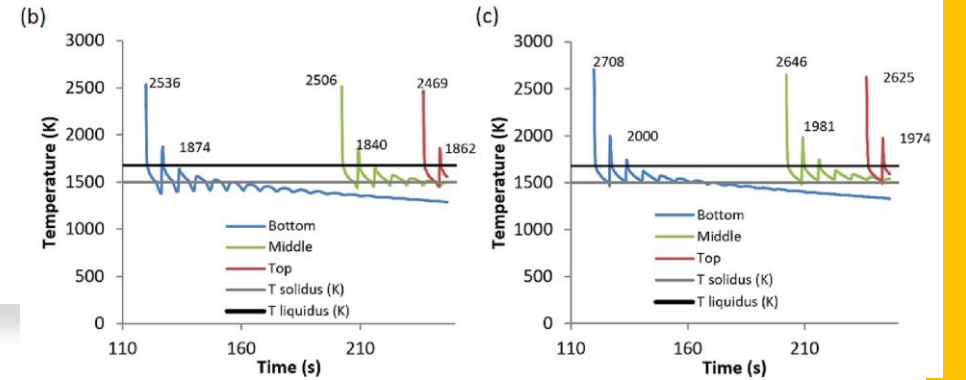 (b)
3000
2500
2000
1500
1000
500
0
Temperature (K)
2536
1874
2506
1840
2469
1862
Bottom
Middle
Top
T solidus (K)
T liquidus (K)
110
160
210
Time (s)
(c)
3000
2500
2000
1500
1000
500
0
Temperature (K)
2708
2000
2646
1981
2625
1974
Bottom
Middle
Top
T solidus (K)
T liquidus (K)
110
160
210
Time (s)